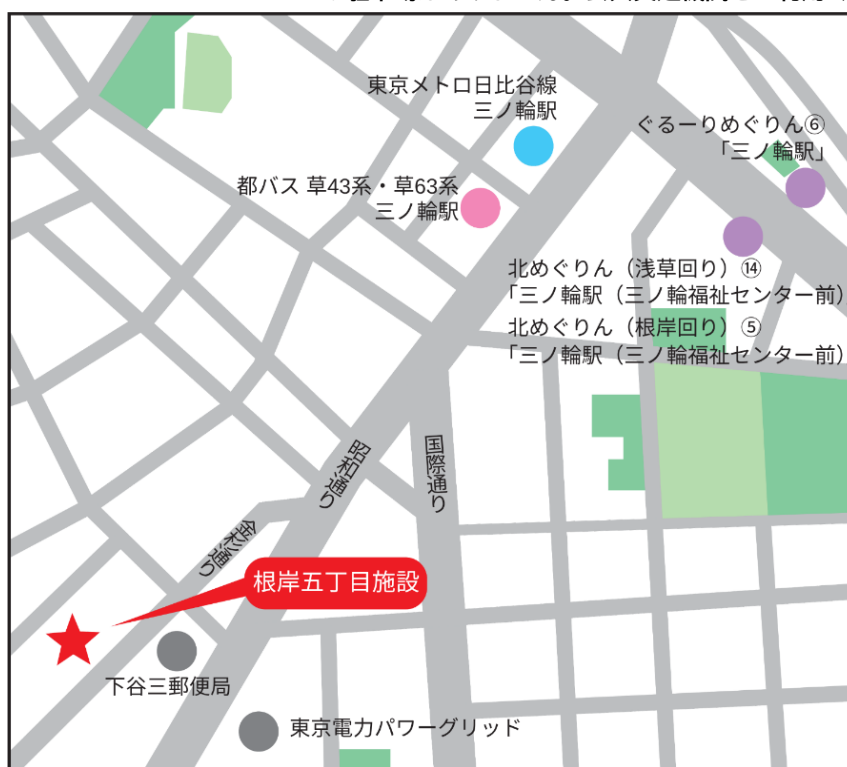 東京メトロ日比谷線
三ノ輪駅
ぐるーりめぐりん⑥
「三ノ輪駅」
都バス 草43系・草63系
三ノ輪駅
北めぐりん（浅草回り）⑭
「三ノ輪駅（三ノ輪福祉センター前）
北めぐりん（根岸回り）⑤
「三ノ輪駅（三ノ輪福祉センター前）
昭和通り
国際通り
金杉通り
根岸五丁目施設
下谷三郵便局
東京電力パワーグリッド